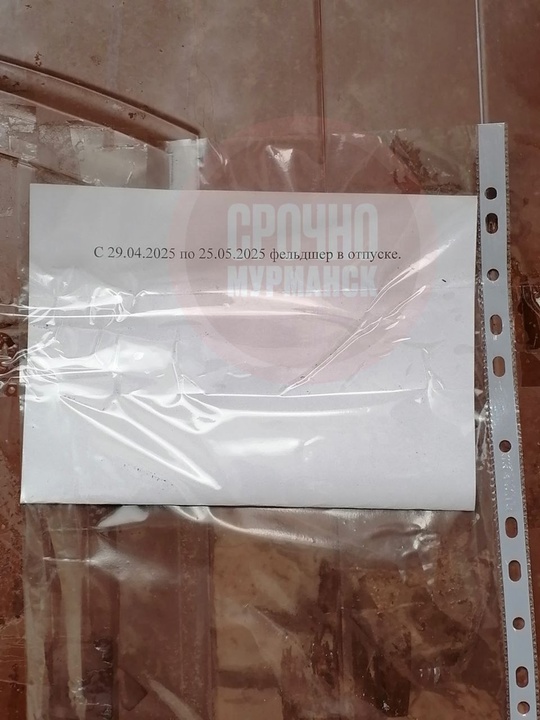 СРОЧНО
С 29.04.2025 по 25.05.2025 фельдшер в отпуске.
МУРМАНСК